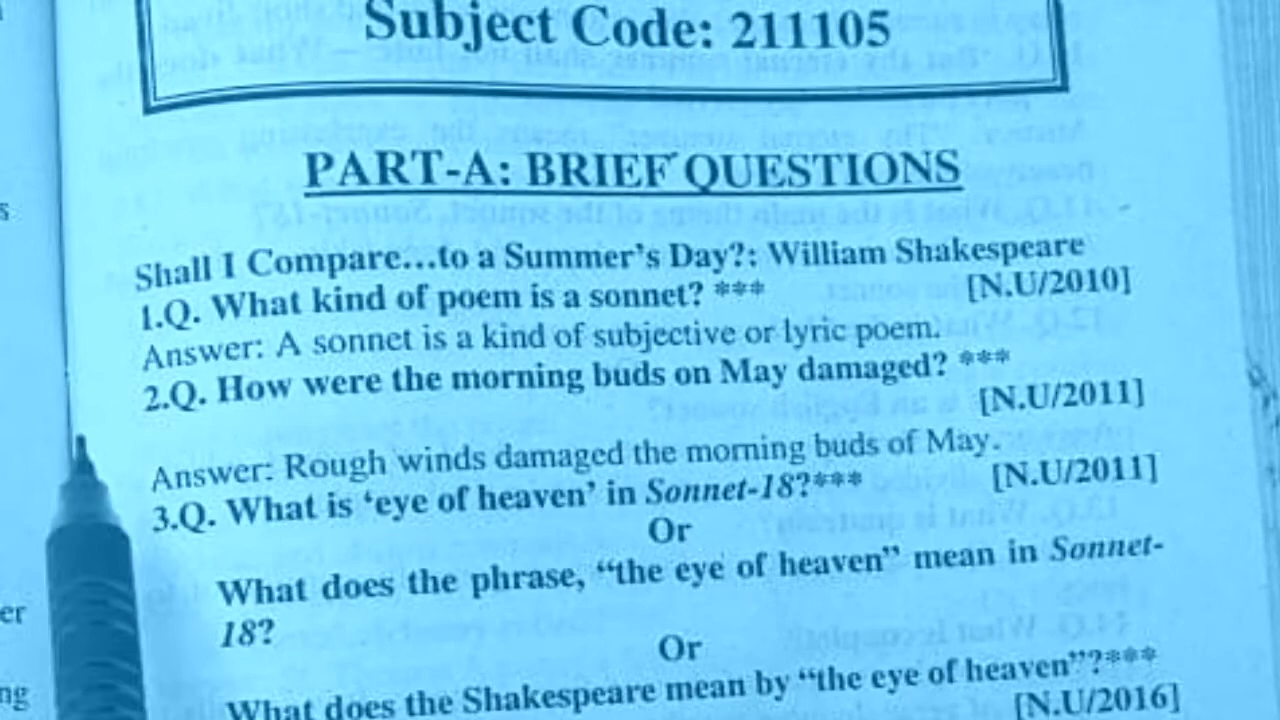 Subject Code: 211105
PART-A: BRIEF QUESTIONS
Shall I Compare...to a Summer's Day?: William Shakespeare
1.Q. What kind of poem is a sonnet? *** [N.U/2010]
Answer: A sonnet is a kind of subjective or lyric poem.
2.Q. How were the morning buds on May damaged? ***
[N.U/2011]
Answer: Rough winds damaged the morning buds of May.
3.Q. What is ‘eye of heaven’ in Sonnet-18?*** [N.U/2011]
Or
What does the phrase, “the eye of heaven” mean in Sonnet-
18?
Or
What does the Shakespeare mean by “the eye of heaven”?***
[N.U/2016]
s
er
ng